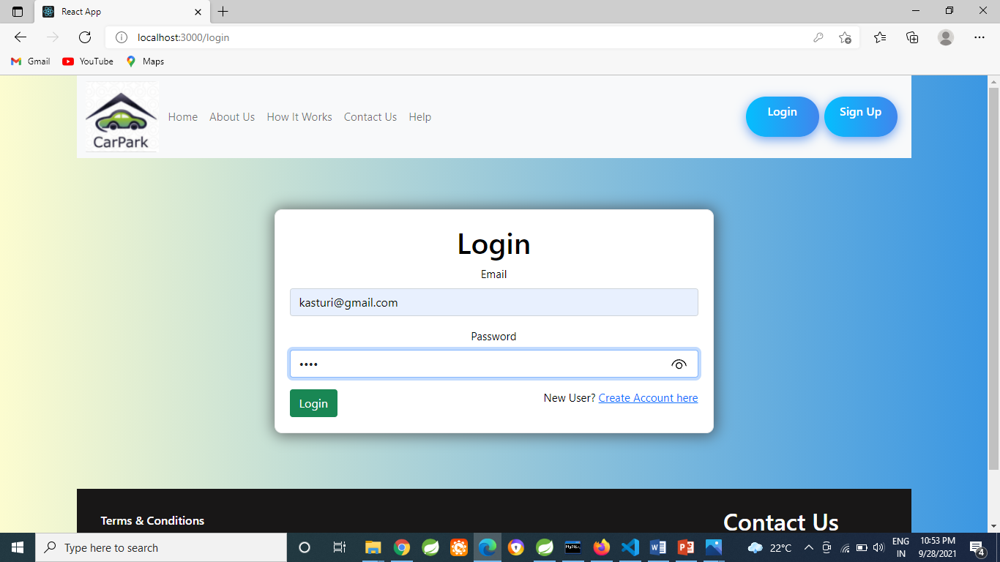 React App
localhost:3000/login
Gmail YouTube Maps
CarPark
Home About Us How It Works Contact Us Help
Login Sign Up
Login
Email
kasturi@gmail.com
Password
••••
Login
New User? Create Account here
Terms & Conditions
Contact Us
Type here to search
MySQL
22°C
ENG
IN
10:53 PM
9/28/2021
4